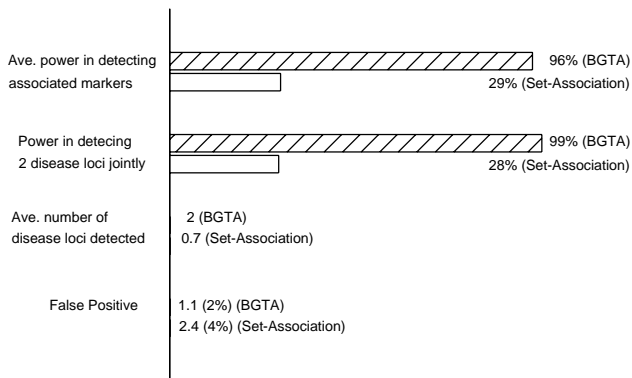 Ave. power in detecting
associated markers
96% (BGTA)
29% (Set-Association)
Power in detecing
2 disease loci jointly
99% (BGTA)
28% (Set-Association)
Ave. number of
disease loci detected
2 (BGTA)
0.7 (Set-Association)
False Positive
1.1 (2%) (BGTA)
2.4 (4%) (Set-Association)